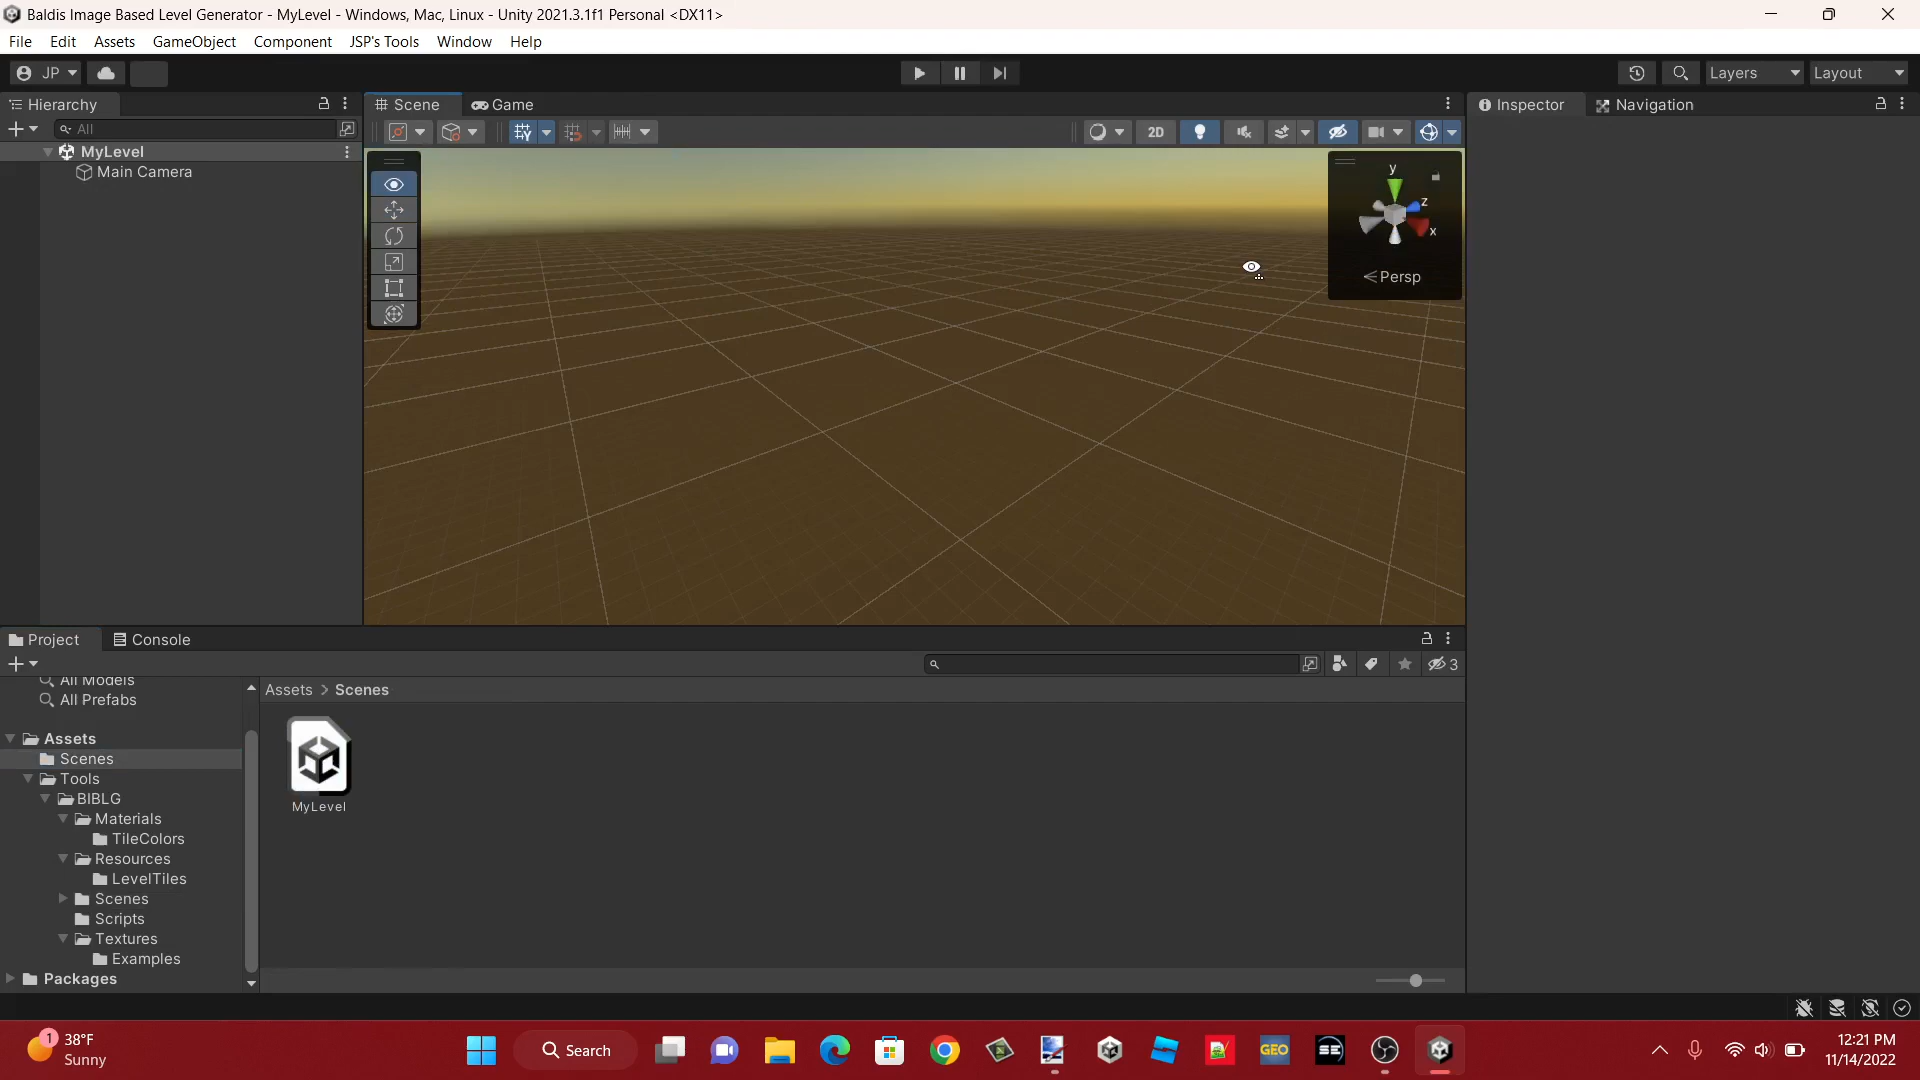 Baldis Image Based Level Generator - MyLevel - Windows, Mac, Linux - Unity 2021.3.1f1 Personal <DX11>
File Edit Assets GameObject Component JSP's Tools Window Help
JP Layers Layout
Hierarchy
All
MyLevel
Main Camera
Scene Game
2D
y
z
x
Persp
Inspector Navigation
Project Console
3
All Models
All Prefabs
Assets
Scenes
Tools
BIBLG
Materials
TileColors
Resources
LevelTiles
Scenes
Scripts
Textures
Examples
Packages
Assets > Scenes
MyLevel
1
38°F
Sunny
Search
GEO
SE
12:21 PM
11/14/2022